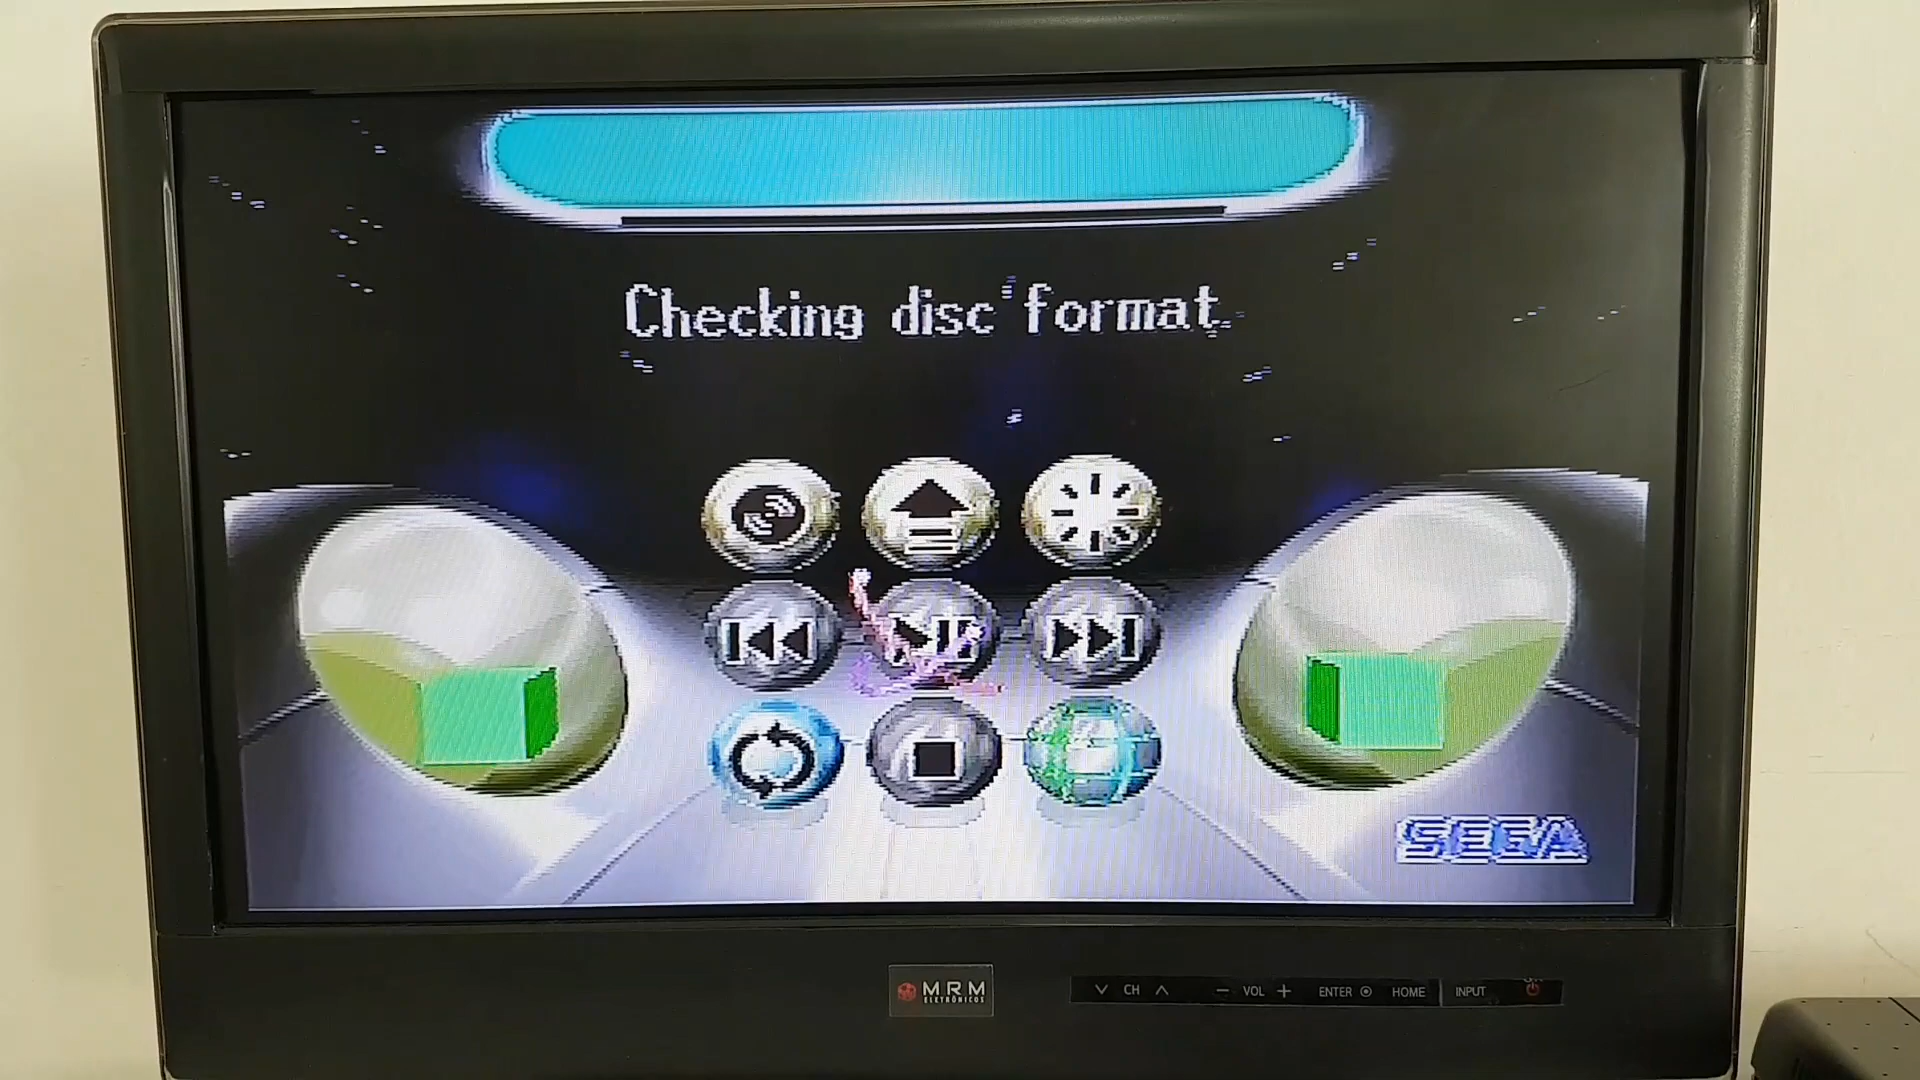 Checking disc format.
SEGA
MRM
ELETRÔNICOS
CH
VOL
ENTER
HOME
INPUT